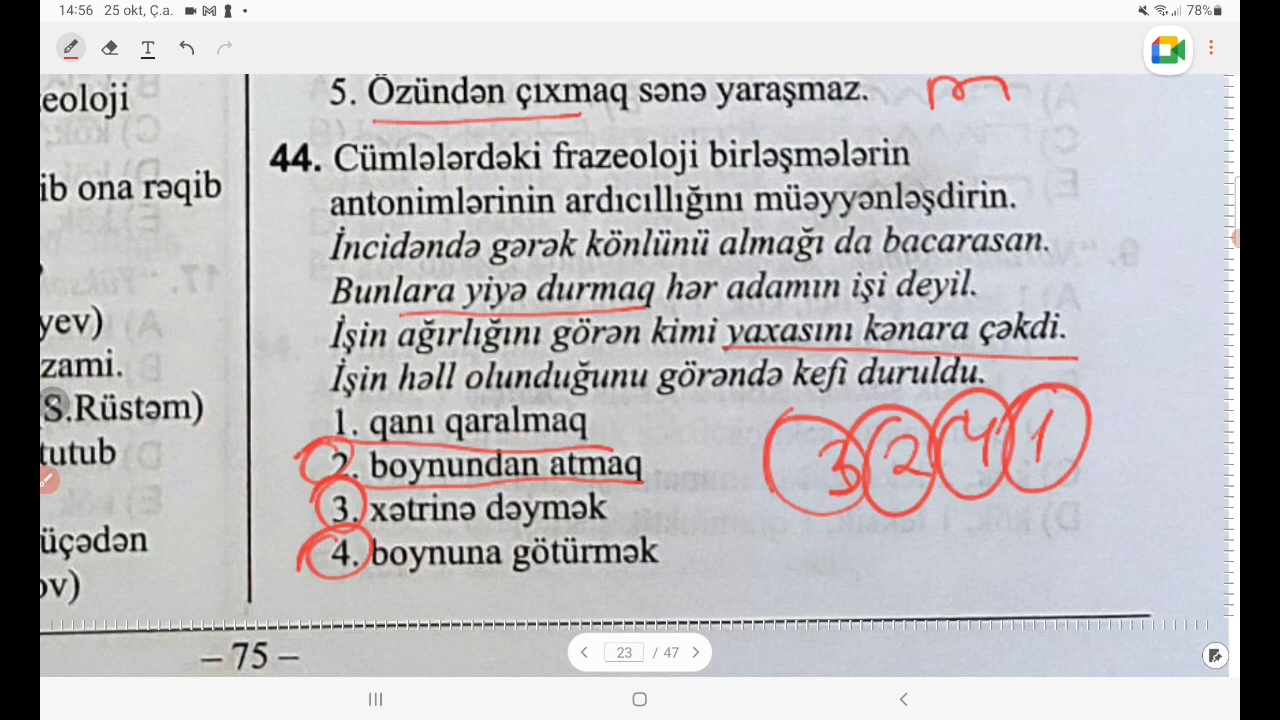 14:56 25 okt, Ç.a.
78%
T
5. Özündən çıxmaq sənə yaraşmaz.
eoloji
44. Cümlələrdəki frazeoloji birləşmələrin
ib ona rəqib
antonimlərinin ardıcıllığını müəyyənləşdirin.
İncidəndə gərək könlünü almağı da bacarasan.
Bunlara yiyə durmaq hər adamın işi deyil.
yev)
İşin ağırlığını görən kimi yaxasını kənara çəkdi.
zami.
İşin həll olunduğunu görəndə kefi duruldu.
S.Rüstəm)
1. qanı qaralmaq
tutub
2. boynundan atmaq
3 2 4 1
3. xətrinə dəymək
üçədən
4. boynuna götürmək
ov)
– 75 –
23 / 47